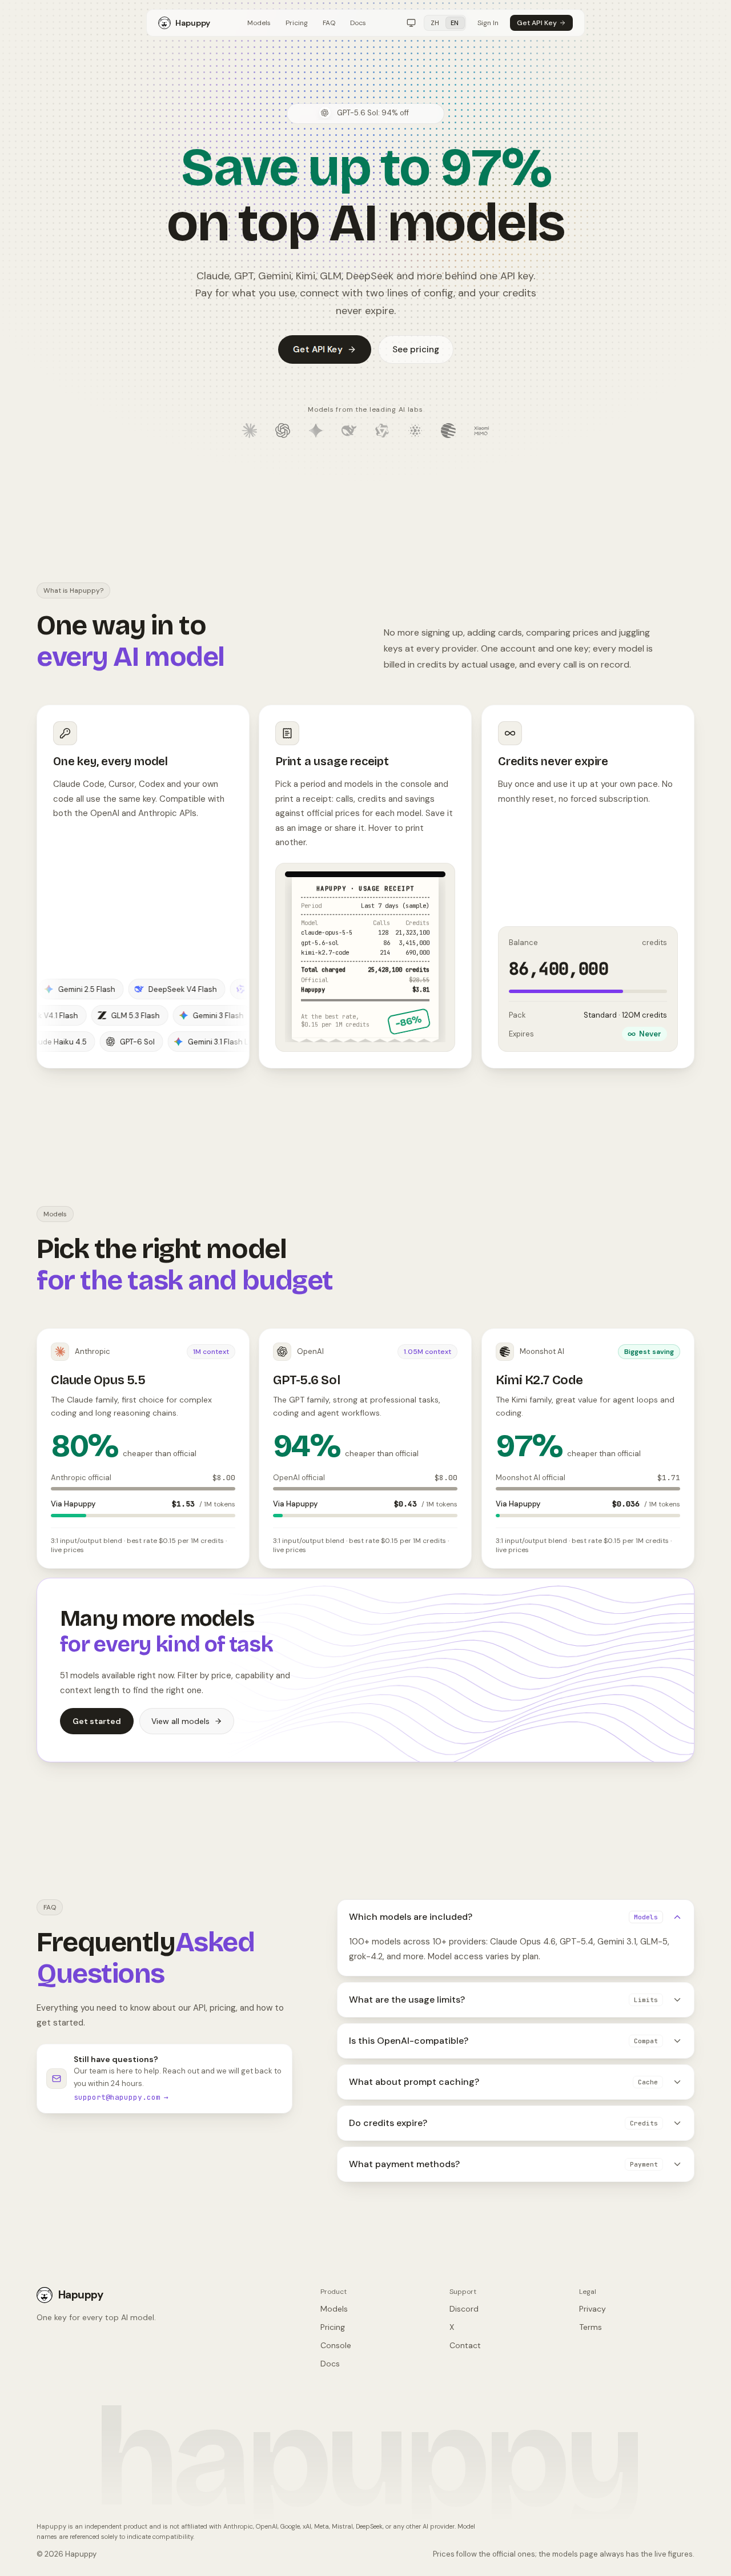 Hapuppy Models Pricing FAQ Docs ZH EN Sign In Get API Key →
GPT-5.6 Sol: 94% off
Save up to 97%
on top AI models
Claude, GPT, Gemini, Kimi, GLM, DeepSeek and more behind one API key.
Pay for what you use, connect with two lines of config, and your credits
never expire.
Get API Key → See pricing
Models from the leading AI labs
Xiaomi
MiMO
What is Hapuppy?
One way in to
every AI model
No more signing up, adding cards, comparing prices and juggling
keys at every provider. One account and one key; every model is
billed in credits by actual usage, and every call is on record.
One key, every model
Claude Code, Cursor, Codex and your own
code all use the same key. Compatible with
both the OpenAI and Anthropic APIs.
Gemini 2.5 Flash DeepSeek V4 Flash
V4.1 Flash GLM 5.3 Flash Gemini 3 Flash
de Haiku 4.5 GPT-6 Sol Gemini 3.1 Flash
Print a usage receipt
Pick a period and models in the console and
print a receipt: calls, credits and savings
against official prices for each model. Save it
as an image or share it. Hover to print
another.
HAPUPPY · USAGE RECEIPT
Period Last 7 days (sample)
Model Calls Credits
claude-opus-5-5 128 21,323,100
gpt-5.6-sol 86 3,415,000
kimi-k2.7-code 214 690,000
Total charged 25,428,100 credits
Official $28.55
Hapuppy $3.81
At the best rate,
$0.15 per 1M credits
-86%
Credits never expire
Buy once and use it up at your own pace. No
monthly reset, no forced subscription.
Balance credits
86,400,000
Pack Standard · 120M credits
Expires Never
Models
Pick the right model
for the task and budget
Anthropic 1M context
Claude Opus 5.5
The Claude family, first choice for complex
coding and long reasoning chains.
80% cheaper than official
Anthropic official $8.00
Via Hapuppy $1.53 / 1M tokens
3:1 input/output blend · best rate $0.15 per 1M credits ·
live prices
OpenAI 1.05M context
GPT-5.6 Sol
The GPT family, strong at professional tasks,
coding and agent workflows.
94% cheaper than official
OpenAI official $8.00
Via Hapuppy $0.43 / 1M tokens
3:1 input/output blend · best rate $0.15 per 1M credits ·
live prices
Moonshot AI Biggest saving
Kimi K2.7 Code
The Kimi family, great value for agent loops and
coding.
97% cheaper than official
Moonshot AI official $1.71
Via Hapuppy $0.036 / 1M tokens
3:1 input/output blend · best rate $0.15 per 1M credits ·
live prices
Many more models
for every kind of task
51 models available right now. Filter by price, capability and
context length to find the right one.
Get started View all models →
FAQ
FrequentlyAsked
Questions
Everything you need to know about our API, pricing, and how to
get started.
Still have questions?
Our team is here to help. Reach out and we will get back to
you within 24 hours.
support@hapuppy.com →
Which models are included? Models
100+ models across 10+ providers: Claude Opus 4.6, GPT-5.4, Gemini 3.1, GLM-5,
grok-4.2, and more. Model access varies by plan.
What are the usage limits? Limits
Is this OpenAI-compatible? Compat
What about prompt caching? Cache
Do credits expire? Credits
What payment methods? Payment
Hapuppy
One key for every top AI model.
Product
Models
Pricing
Console
Docs
Support
Discord
X
Contact
Legal
Privacy
Terms
hapuppy
Hapuppy is an independent product and is not affiliated with Anthropic, OpenAI, Google, xAI, Meta, Mistral, DeepSeek, or any other AI provider. Model
names are referenced solely to indicate compatibility.
© 2026 Hapuppy
Prices follow the official ones; the models page always has the live figures.